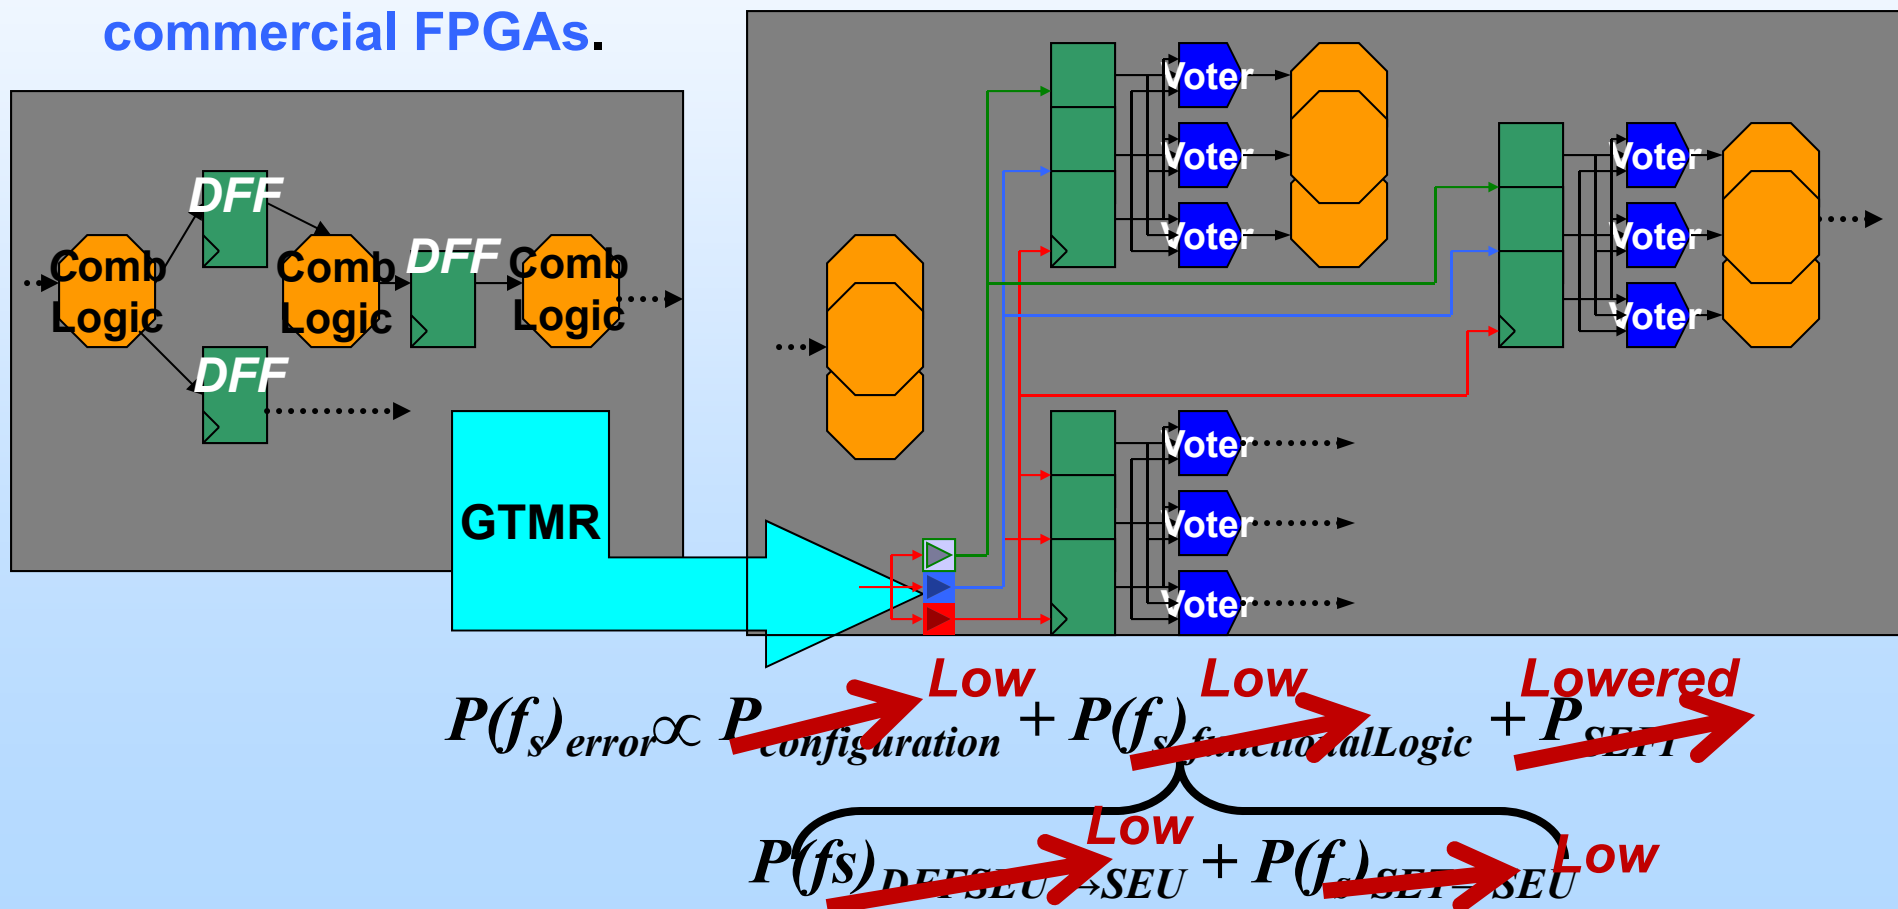 commercial FPGAs.
DFF
Comb
Logic
Comb
Logic
DFF
Comb
Logic
DFF
GTMR
Voter
Voter
Voter
Voter
Voter
Voter
Voter
Voter
Voter
Low Low Lowered
P(fs)error ∝ Pconfiguration + P(fs)functionalLogic + PSEFI
Low Low
P(fs)DFFSEU→SEU + P(fs)SET→SEU